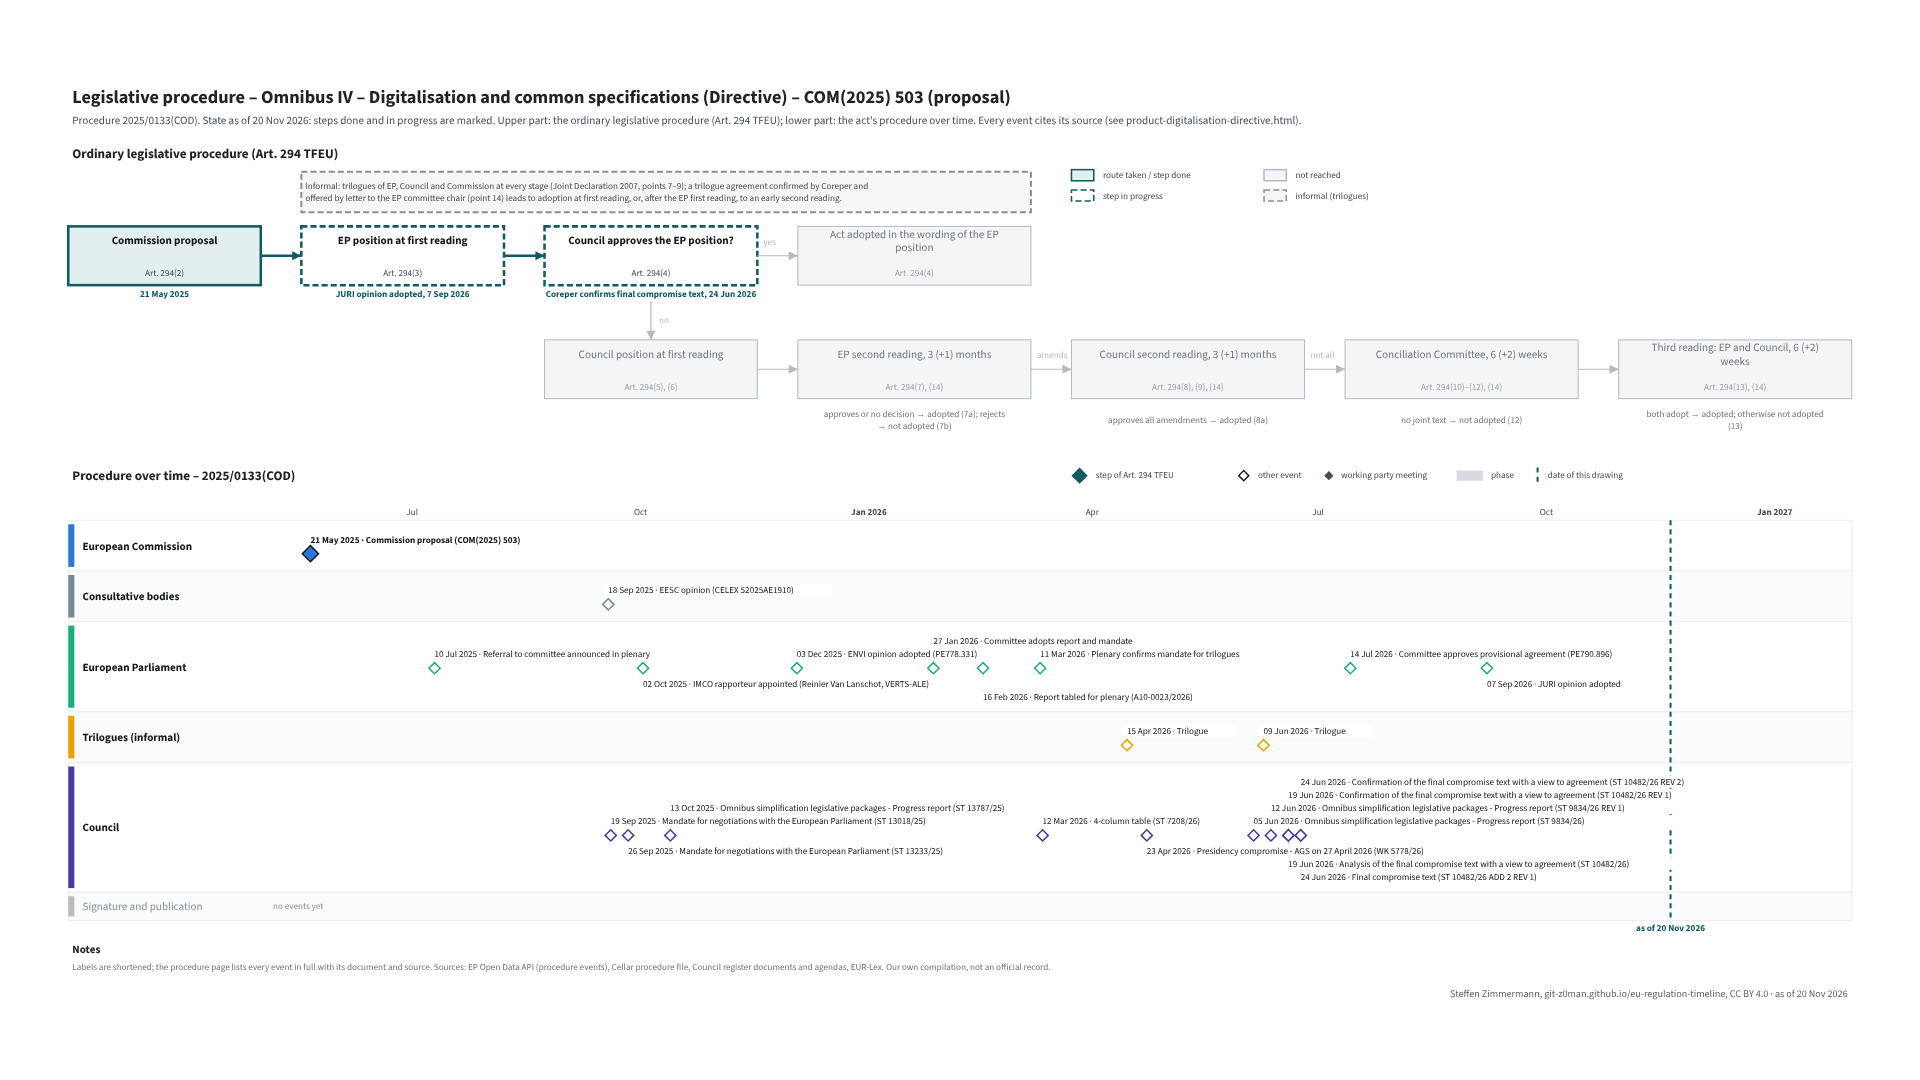 Legislative procedure – Omnibus IV – Digitalisation and common specifications (Directive) – COM(2025) 503 (proposal)
Procedure 2025/0133(COD). State as of 20 Nov 2026: steps done and in progress are marked. Upper part: the ordinary legislative procedure (Art. 294 TFEU); lower part: the act's procedure over time. Every event cites its source (see product-digitalisation-directive.html).
Ordinary legislative procedure (Art. 294 TFEU)
Informal: trilogues of EP, Council and Commission at every stage (Joint Declaration 2007, points 7–9); a trilogue agreement confirmed by Coreper and
offered by letter to the EP committee chair (point 14) leads to adoption at first reading, or, after the EP first reading, to an early second reading.
route taken / step done
not reached
step in progress
informal (trilogues)
Commission proposal
Art. 294(2)
21 May 2025
EP position at first reading
Art. 294(3)
JURI opinion adopted, 7 Sep 2026
Council approves the EP position?
Art. 294(4)
Coreper confirms final compromise text, 24 Jun 2026
yes
Act adopted in the wording of the EP
position
Art. 294(4)
no
Council position at first reading
Art. 294(5), (6)
EP second reading, 3 (+1) months
Art. 294(7), (14)
approves or no decision → adopted (7a); rejects
→ not adopted (7b)
amends
Council second reading, 3 (+1) months
Art. 294(8), (9), (14)
approves all amendments → adopted (8a)
not all
Conciliation Committee, 6 (+2) weeks
Art. 294(10)–(12), (14)
no joint text → not adopted (12)
Third reading: EP and Council, 6 (+2)
weeks
Art. 294(13), (14)
both adopt → adopted; otherwise not adopted
(13)
Procedure over time – 2025/0133(COD)
step of Art. 294 TFEU
other event
working party meeting
phase
date of this drawing
Jul
Oct
Jan 2026
Apr
Jul
Oct
Jan 2027
European Commission
21 May 2025 · Commission proposal (COM(2025) 503)
Consultative bodies
18 Sep 2025 · EESC opinion (CELEX 52025AE1910)
European Parliament
27 Jan 2026 · Committee adopts report and mandate
10 Jul 2025 · Referral to committee announced in plenary
03 Dec 2025 · ENVI opinion adopted (PE778.331)
11 Mar 2026 · Plenary confirms mandate for trilogues
14 Jul 2026 · Committee approves provisional agreement (PE790.896)
02 Oct 2025 · IMCO rapporteur appointed (Reinier Van Lanschot, VERTS-ALE)
07 Sep 2026 · JURI opinion adopted
16 Feb 2026 · Report tabled for plenary (A10-0023/2026)
Trilogues (informal)
15 Apr 2026 · Trilogue
09 Jun 2026 · Trilogue
Council
24 Jun 2026 · Confirmation of the final compromise text with a view to agreement (ST 10482/26 REV 2)
19 Jun 2026 · Confirmation of the final compromise text with a view to agreement (ST 10482/26 REV 1)
13 Oct 2025 · Omnibus simplification legislative packages - Progress report (ST 13787/25)
12 Jun 2026 · Omnibus simplification legislative packages - Progress report (ST 9834/26 REV 1)
19 Sep 2025 · Mandate for negotiations with the European Parliament (ST 13018/25)
12 Mar 2026 · 4-column table (ST 7208/26)
05 Jun 2026 · Omnibus simplification legislative packages - Progress report (ST 9834/26)
26 Sep 2025 · Mandate for negotiations with the European Parliament (ST 13233/25)
23 Apr 2026 · Presidency compromise - AGS on 27 April 2026 (WK 5778/26)
19 Jun 2026 · Analysis of the final compromise text with a view to agreement (ST 10482/26)
24 Jun 2026 · Final compromise text (ST 10482/26 ADD 2 REV 1)
Signature and publication
no events yet
as of 20 Nov 2026
Notes
Labels are shortened; the procedure page lists every event in full with its document and source. Sources: EP Open Data API (procedure events), Cellar procedure file, Council register documents and agendas, EUR-Lex. Our own compilation, not an official record.
Steffen Zimmermann, git-z0man.github.io/eu-regulation-timeline, CC BY 4.0 · as of 20 Nov 2026